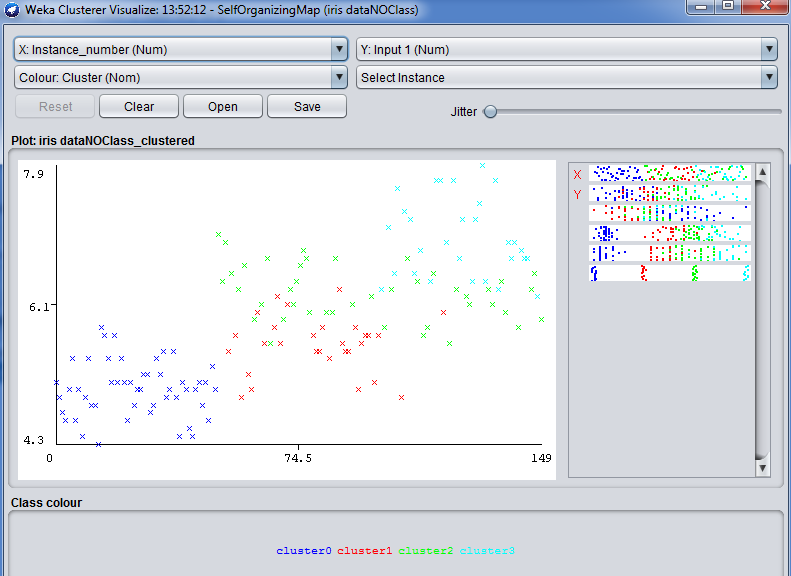 Weka Clusterer Visualize: 13:52:12 - SelfOrganizingMap (iris dataNOClass)
X: Instance_number (Num) Y: Input 1 (Num)
Colour: Cluster (Nom) Select Instance
Reset Clear Open Save Jitter
Plot: iris dataNOClass_clustered
7.9
X
Y
6.1
4.3
0 74.5 149
Class colour
cluster0 cluster1 cluster2 cluster3